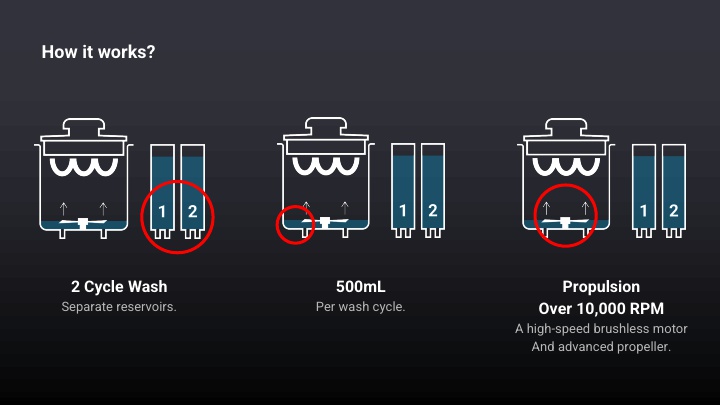 How it works?
1 2
1 2
1 2
2 Cycle Wash
Separate reservoirs.
500mL
Per wash cycle.
Propulsion
Over 10,000 RPM
A high-speed brushless motor
And advanced propeller.